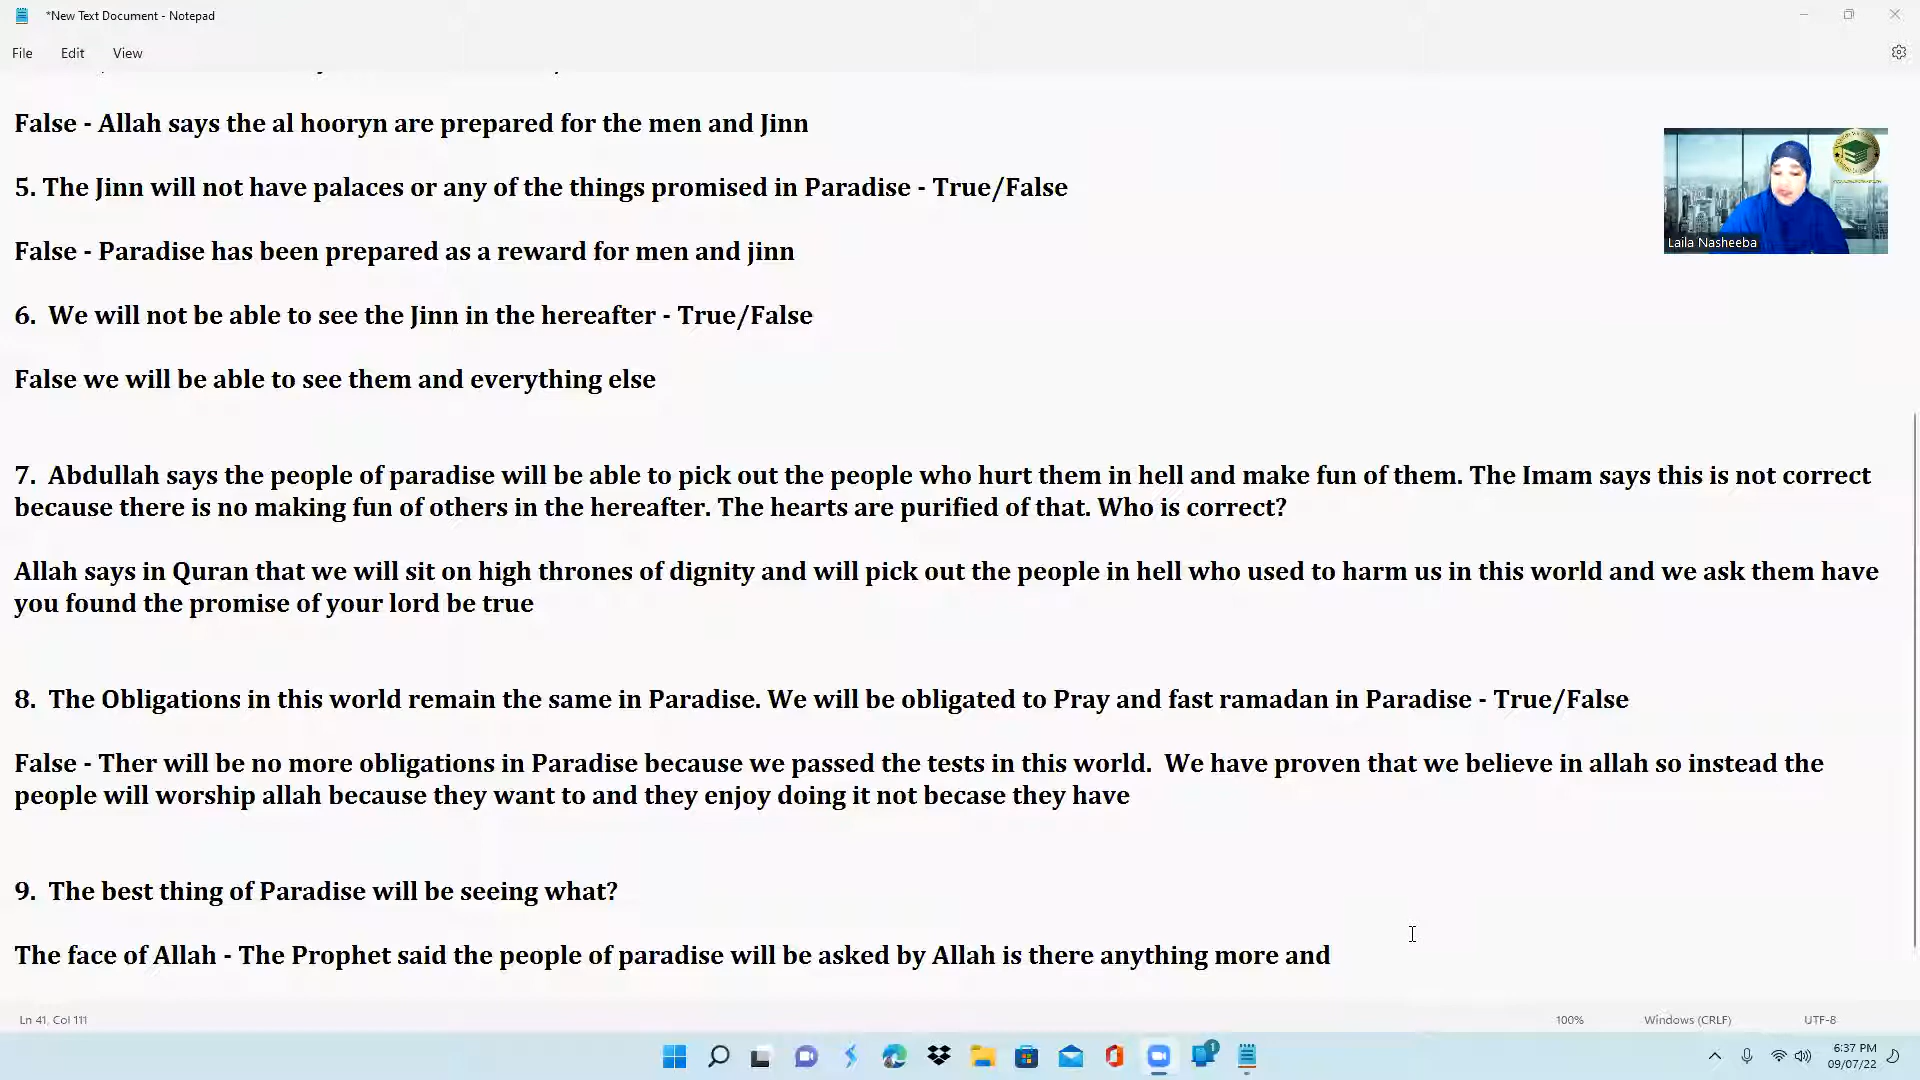 *New Text Document - Notepad
File Edit View
False - Allah says the al hooryn are prepared for the men and Jinn
5. The Jinn will not have palaces or any of the things promised in Paradise - True/False
False - Paradise has been prepared as a reward for men and jinn
Laila Nasheeba
6.  We will not be able to see the Jinn in the hereafter - True/False
False we will be able to see them and everything else
7.  Abdullah says the people of paradise will be able to pick out the people who hurt them in hell and make fun of them. The Imam says this is not correct
because there is no making fun of others in the hereafter. The hearts are purified of that. Who is correct?
Allah says in Quran that we will sit on high thrones of dignity and will pick out the people in hell who used to harm us in this world and we ask them have
you found the promise of your lord be true
8.  The Obligations in this world remain the same in Paradise. We will be obligated to Pray and fast ramadan in Paradise - True/False
False - Ther will be no more obligations in Paradise because we passed the tests in this world.  We have proven that we believe in allah so instead the
people will worship allah because they want to and they enjoy doing it not becase they have
9.  The best thing of Paradise will be seeing what?
The face of Allah - The Prophet said the people of paradise will be asked by Allah is there anything more and
Ln 41, Col 111 100% Windows (CRLF) UTF-8
1
6:37 PM
09/07/22